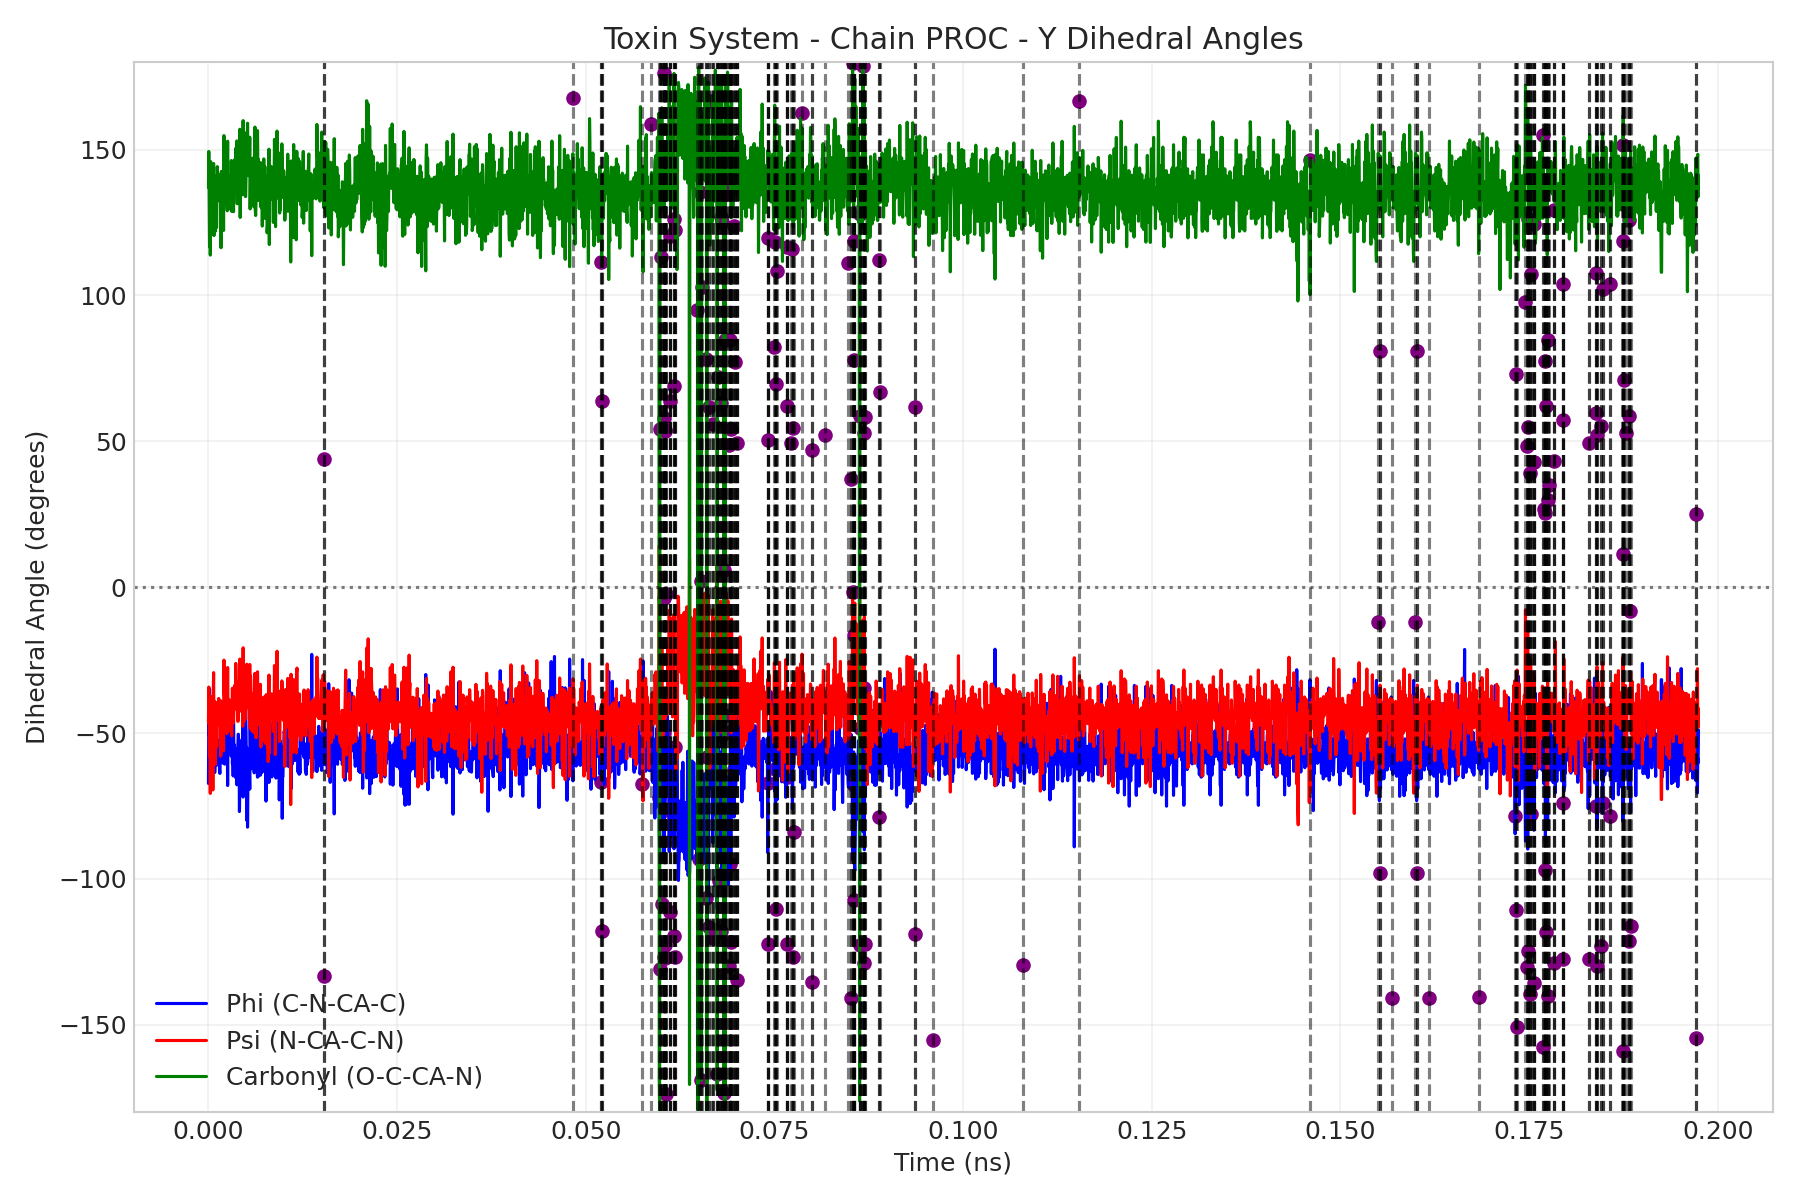 Toxin System - Chain PROC - Y Dihedral Angles
150
100
50
0
−50
−100
−150
Dihedral Angle (degrees)
Phi (C-N-CA-C)
Psi (N-CA-C-N)
Carbonyl (O-C-CA-N)
0.000 0.025 0.050 0.075 0.100 0.125 0.150 0.175 0.200
Time (ns)